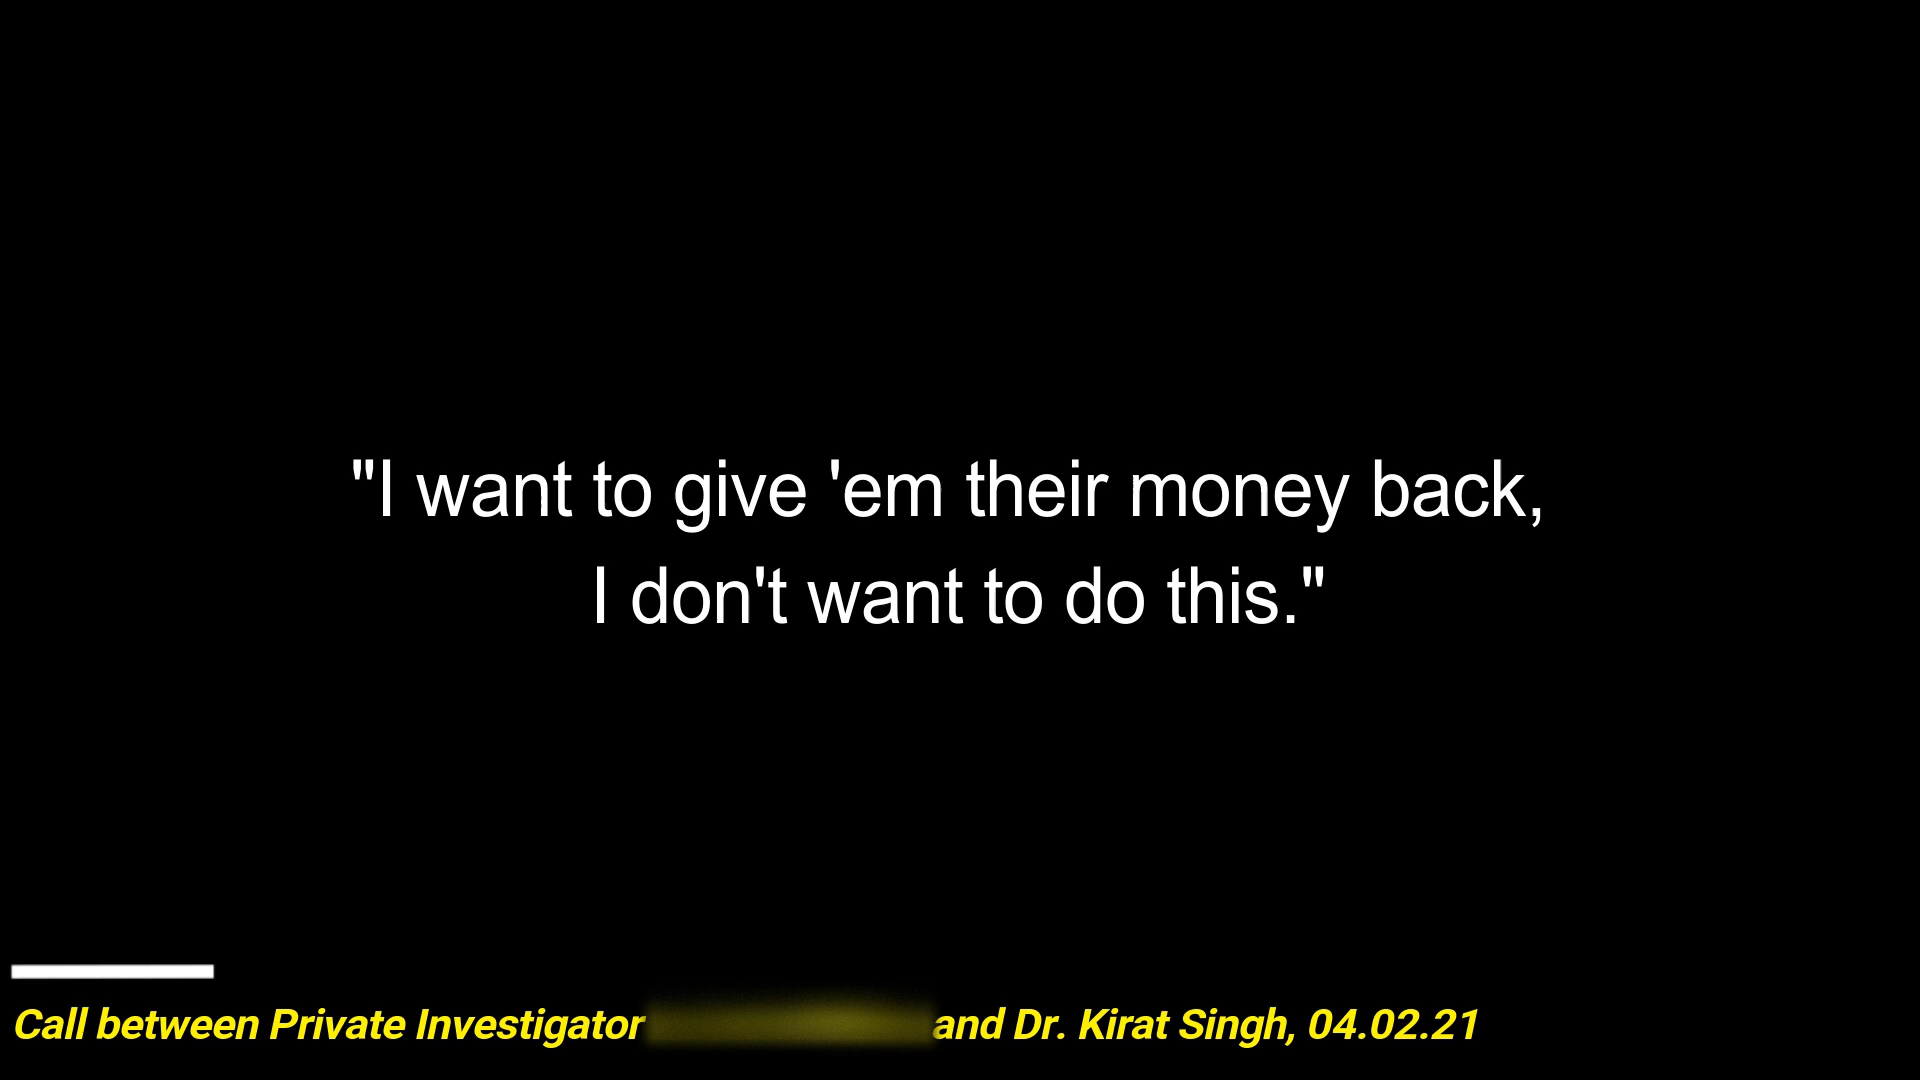 "I want to give 'em their money back,
I don't want to do this."
Call between Private Investigator and Dr. Kirat Singh, 04.02.21